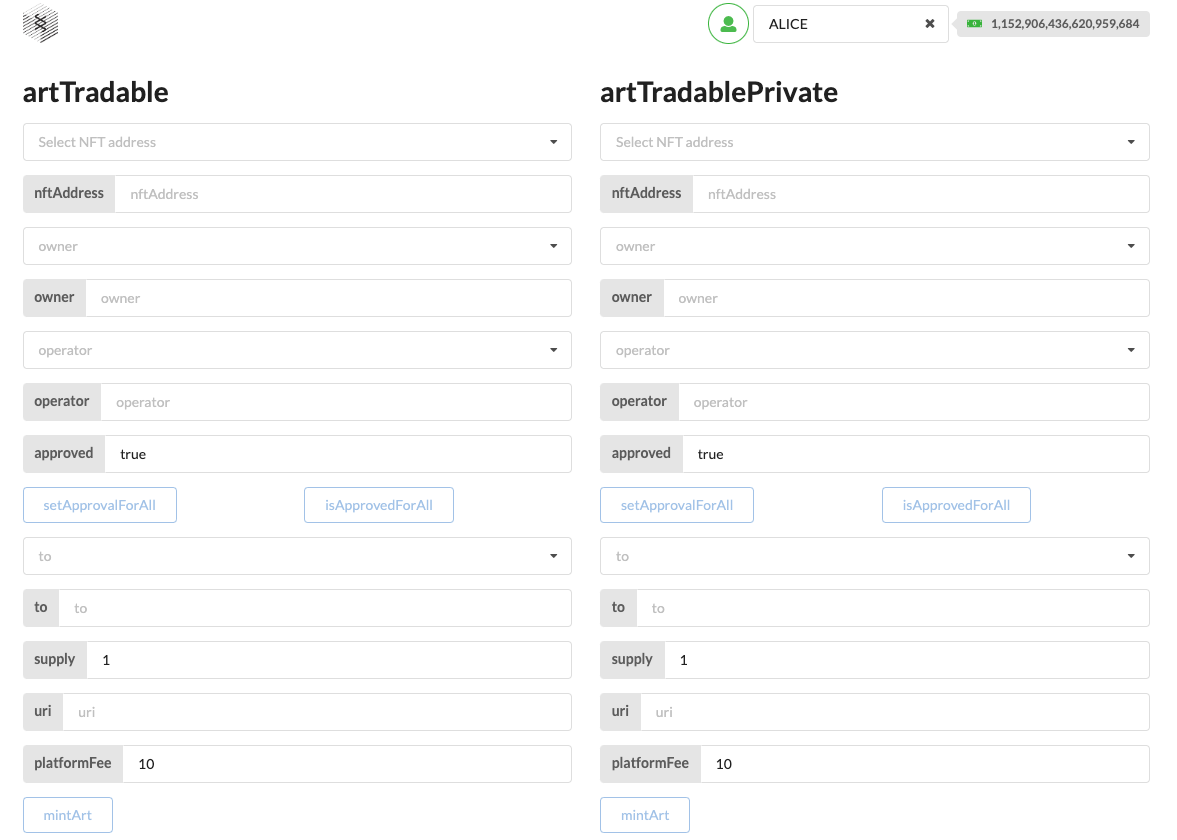 ALICE
1,152,906,436,620,959,684
artTradable
Select NFT address
nftAddress nftAddress
owner
owner owner
operator
operator operator
approved true
setApprovalForAll isApprovedForAll
to
to to
supply 1
uri uri
platformFee 10
mintArt
artTradablePrivate
Select NFT address
nftAddress nftAddress
owner
owner owner
operator
operator operator
approved true
setApprovalForAll isApprovedForAll
to
to to
supply 1
uri uri
platformFee 10
mintArt